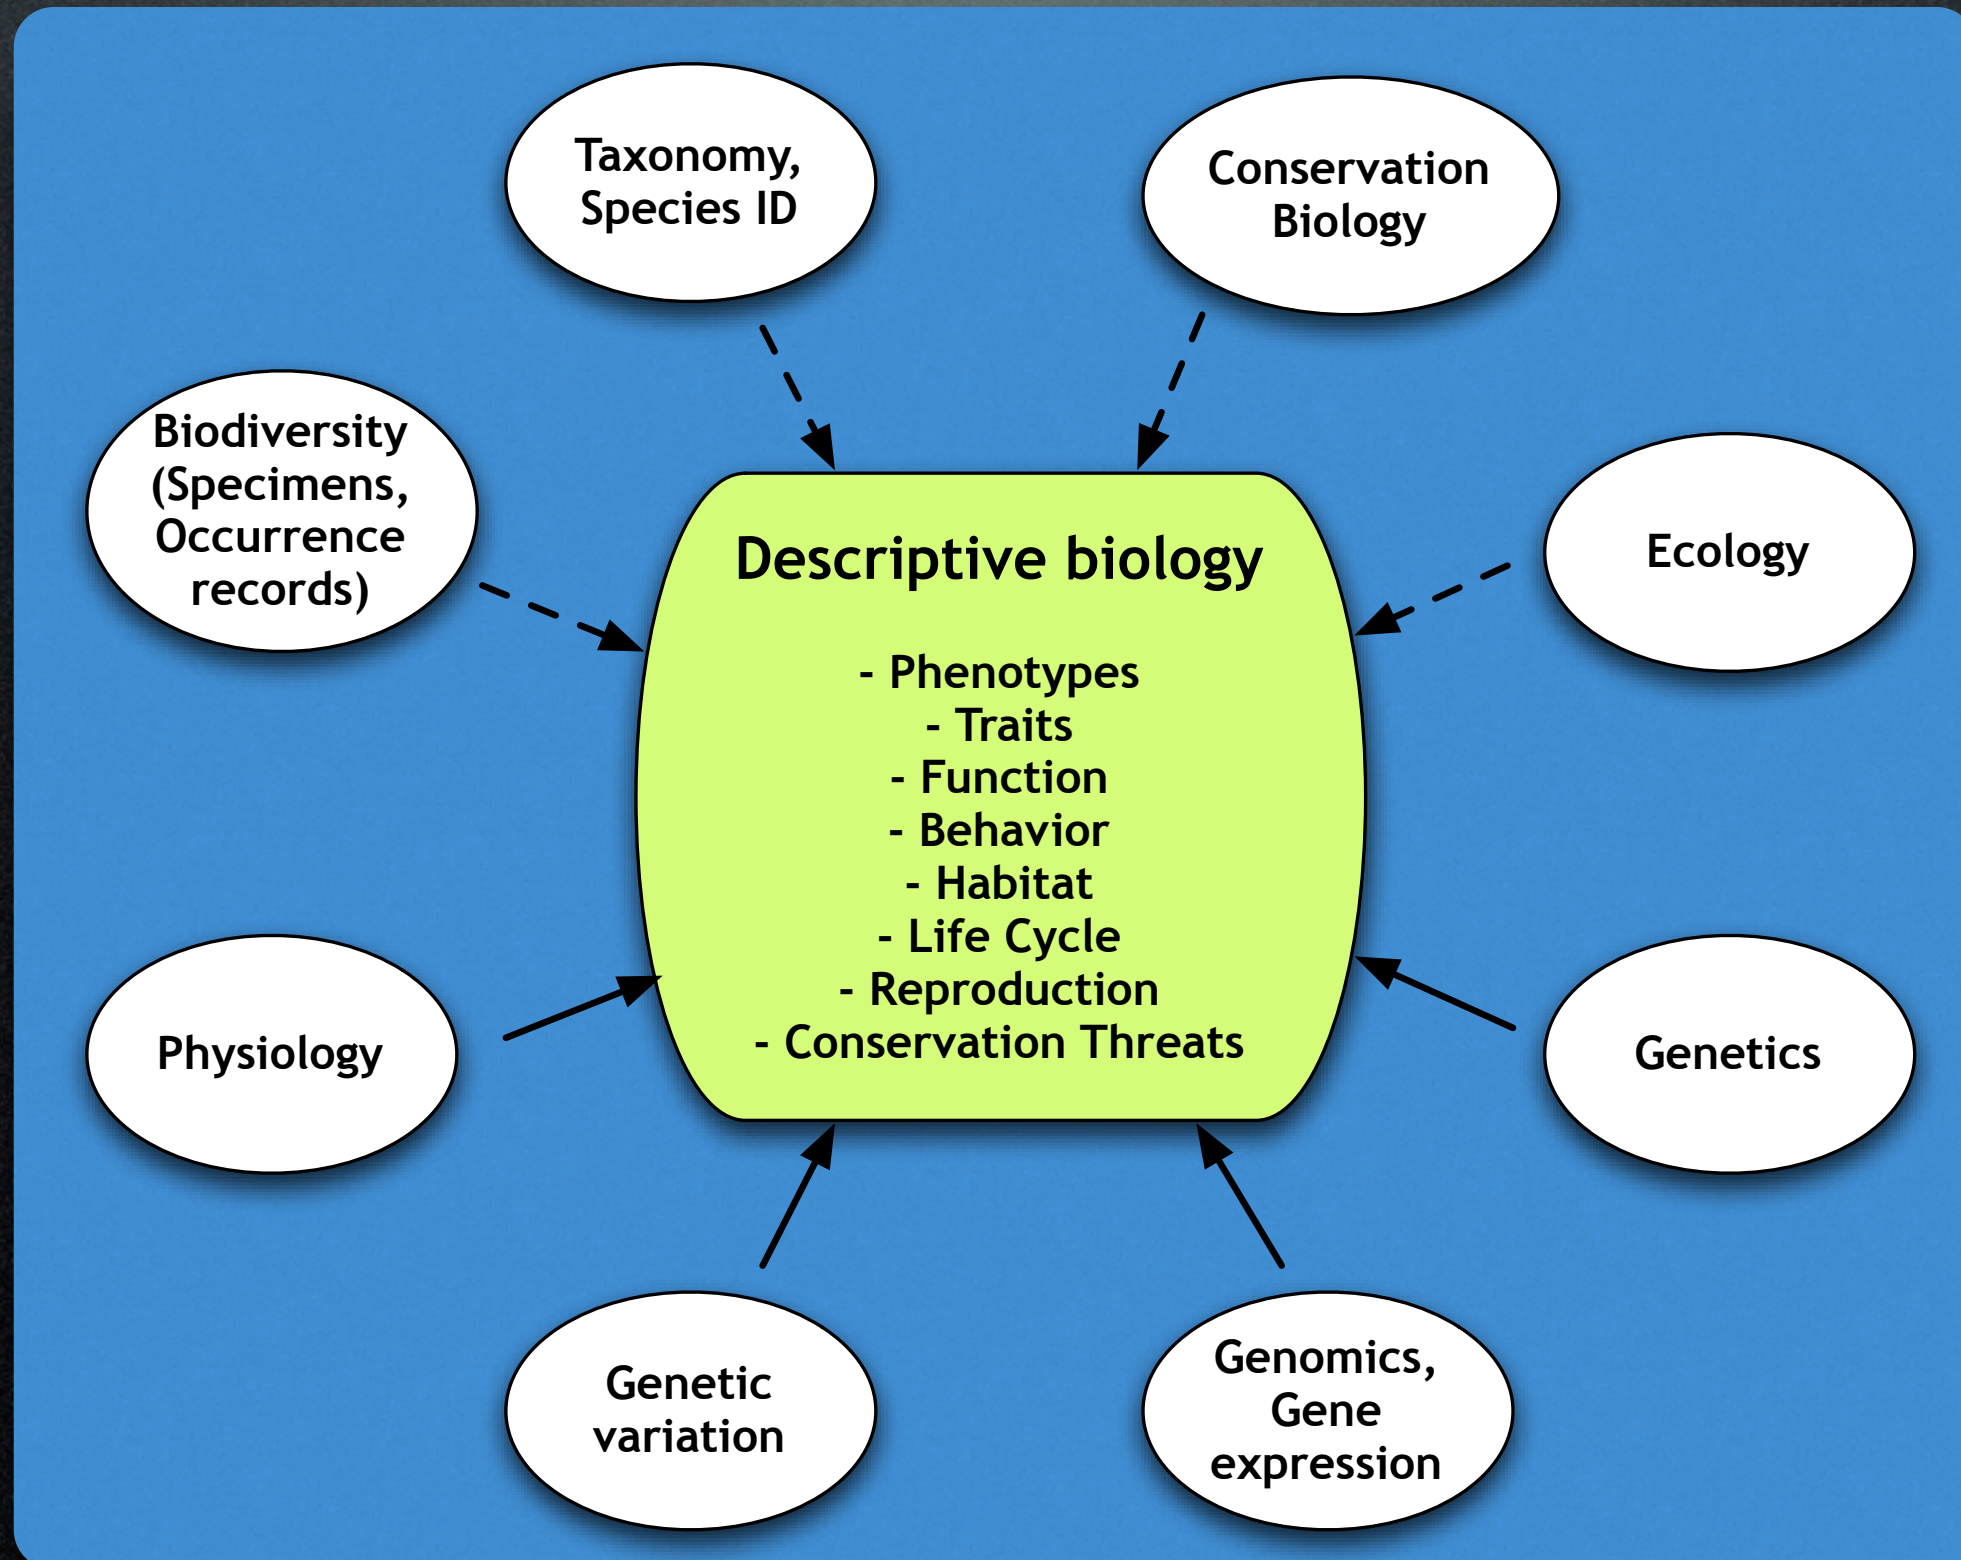 Taxonomy,
Species ID
Conservation
Biology
Biodiversity
(Specimens,
Occurrence
records)
Ecology
Descriptive biology
- Phenotypes
- Traits
- Function
- Behavior
- Habitat
- Life Cycle
- Reproduction
- Conservation Threats
Physiology
Genetics
Genetic
variation
Genomics,
Gene
expression